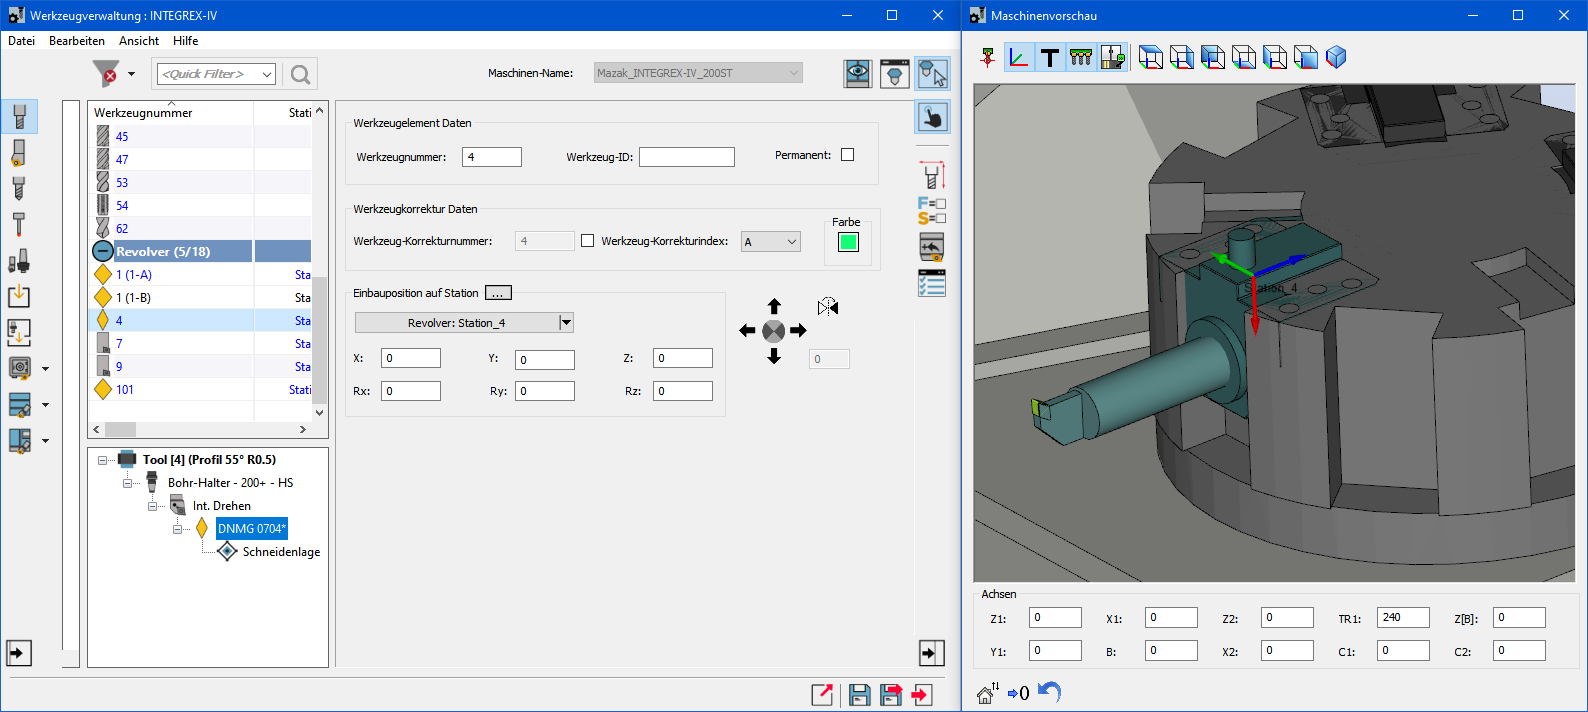 Werkzeugverwaltung : INTEGREX-IV
Datei Bearbeiten Ansicht Hilfe
<Quick Filter>
Maschinen-Name: Mazak_INTEGREX-IV_200ST
Werkzeugnummer Stati
45
47
53
54
62
Revolver (5/18)
1 (1-A) Sta
1 (1-B) Sta
4 Sta
7 Sta
9 Sta
101 Stati
Tool [4] (Profil 55° R0.5)
Bohr-Halter - 200+ - HS
Int. Drehen
DNMG 0704*
Schneidenlage
Werkzeugelement Daten
Werkzeugnummer: 4 Werkzeug-ID: Permanent:
Werkzeugkorrektur Daten
Werkzeug-Korrekturnummer: 4 Werkzeug-Korrekturindex: A
Farbe
Einbauposition auf Station ...
Revolver: Station_4
X: 0 Y: 0 Z: 0
Rx: 0 Ry: 0 Rz: 0
0
F=
S=
Maschinenvorschau
Station_4
Achsen
Z1: 0 X1: 0 Z2: 0 TR1: 240 Z[B]: 0
Y1: 0 B: 0 X2: 0 C1: 0 C2: 0
0